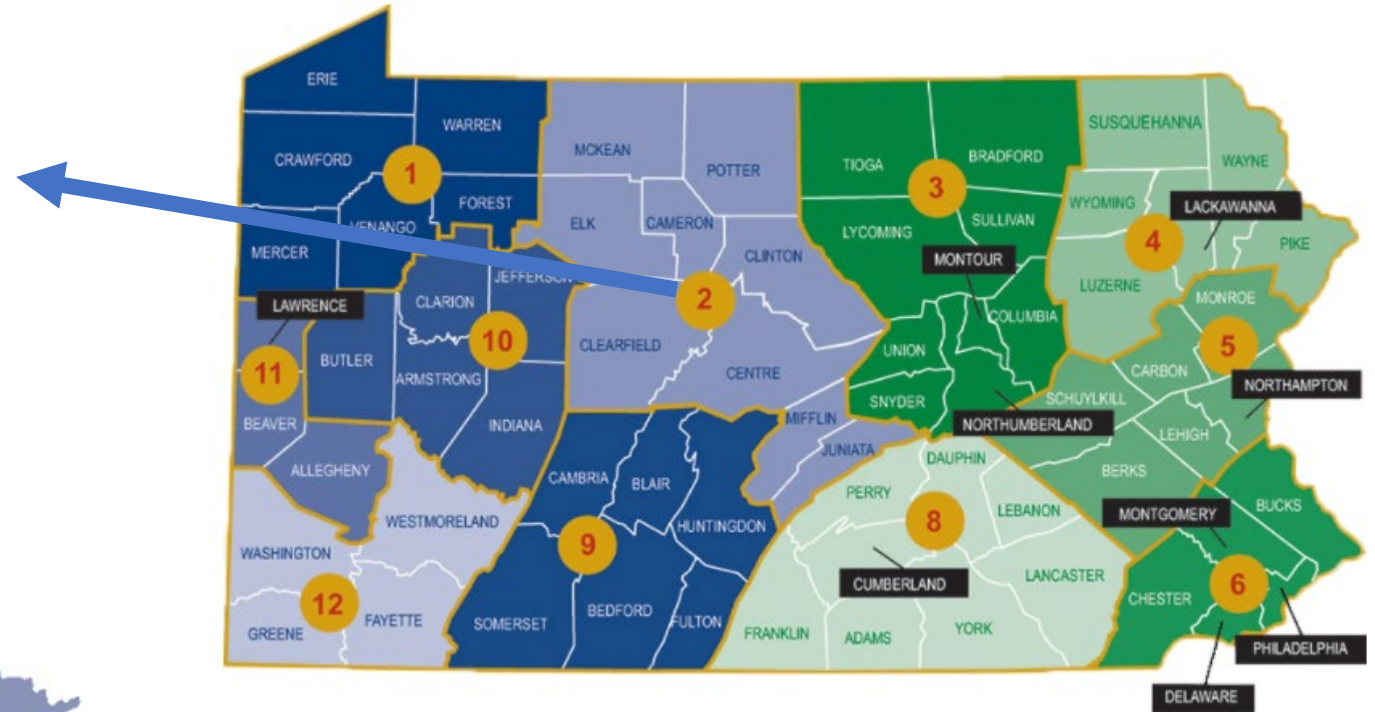 ERIE
WARREN
CRAWFORD
1
FOREST
VENANGO
MERCER
MCKEAN
POTTER
ELK
CAMERON
CLINTON
2
CLEARFIELD
CENTRE
MIFFLIN
JUNIATA
TIOGA
BRADFORD
3
LYCOMING
SULLIVAN
MONTOUR
COLUMBIA
UNION
SNYDER
NORTHUMBERLAND
SUSQUEHANNA
WAYNE
WYOMING
LACKAWANNA
4
PIKE
LUZERNE
MONROE
5
CARBON
NORTHAMPTON
SCHUYLKILL
LEHIGH
BERKS
LAWRENCE
11
BEAVER
ALLEGHENY
JEFFERSON
CLARION
10
BUTLER
ARMSTRONG
INDIANA
WESTMORELAND
WASHINGTON
12
FAYETTE
GREENE
CAMBRIA
BLAIR
HUNTINGDON
9
SOMERSET
BEDFORD
FULTON
DAUPHIN
PERRY
LEBANON
8
CUMBERLAND
LANCASTER
FRANKLIN
ADAMS
YORK
MONTGOMERY
BUCKS
6
CHESTER
PHILADELPHIA
DELAWARE